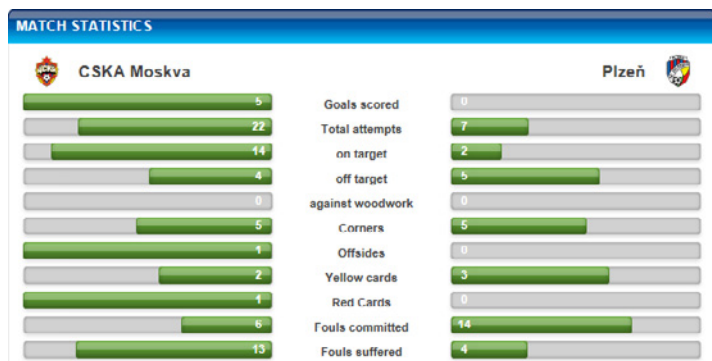 MATCH STATISTICS
CSKA Moskva Plzeň
5 Goals scored 0
22 Total attempts 7
14 on target 2
4 off target 5
0 against woodwork 0
5 Corners 5
1 Offsides 0
2 Yellow cards 3
1 Red Cards 0
6 Fouls committed 14
13 Fouls suffered 4